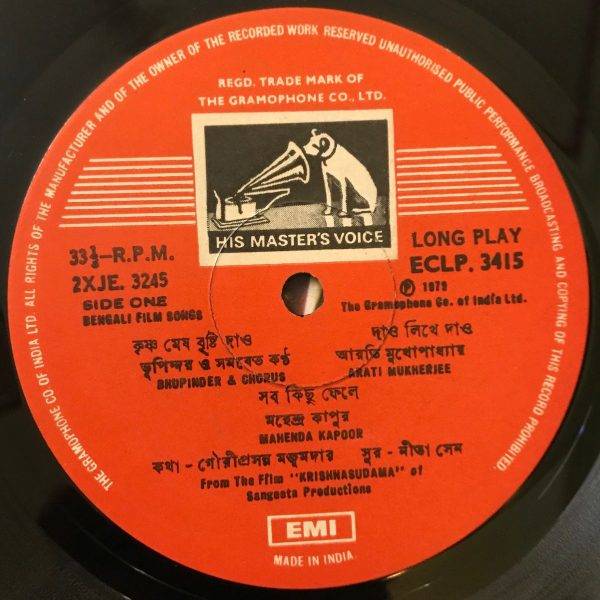 THE GRAMOPHONE CO OF INDIA LTD. ALL RIGHTS OF THE MANUFACTURER AND OF THE OWNER OF THE RECORDED WORK RESERVED UNAUTHORISED PUBLIC PERFORMANCE BROADCASTING AND COPYING OF THIS RECORD PROHIBITED
REGD. TRADE MARK OF
THE GRAMOPHONE CO., LTD.
HIS MASTER'S VOICE
33⅓–R.P.M.
2XJE. 3245
SIDE ONE
BENGALI FILM SONGS
LONG PLAY
ECLP. 3415
℗ 1979
The Gramophone Co. of India Ltd.
কৃষ্ণ মেঘ বৃষ্টি দাও
ভূপিন্দর ও সমবেত কণ্ঠ
BHUPINDER & CHORUS
দাও লিখে দাও
আরতি মুখোপাধ্যায়
ARATI MUKHERJEE
সব কিছু ফেলে
মহেন্দ্র কাপুর
MAHENDA KAPOOR
কথা - গৌরীপ্রসন্ন মজুমদার সুর - নীতা সেন
From The Ffim "KRISHNASUDAMA" of
Sangeeta Productions
EMI
MADE IN INDIA